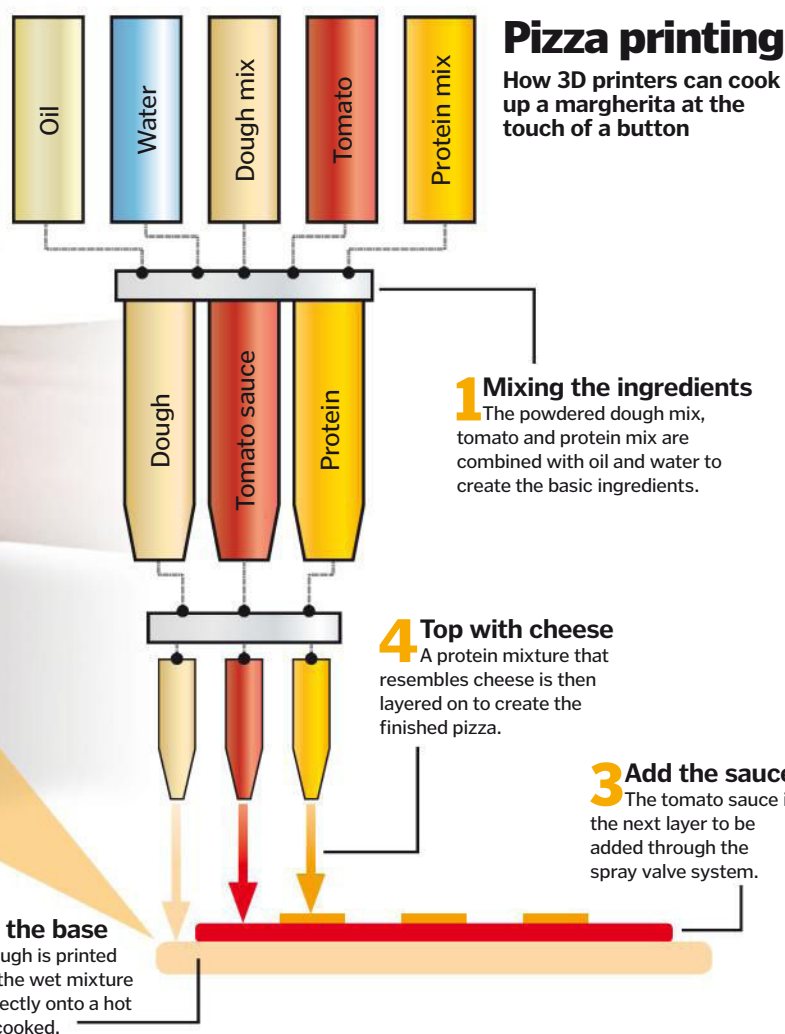 Pizza printing
How 3D printers can cook
up a margherita at the
touch of a button
Oil
Water
Dough mix
Tomato
Protein mix
Dough
Tomato sauce
Protein
1 Mixing the ingredients
The powdered dough mix,
tomato and protein mix are
combined with oil and water to
create the basic ingredients.
4 Top with cheese
A protein mixture that
resembles cheese is then
layered on to create the
finished pizza.
3 Add the sauce
The tomato sauce
the next layer to be
added through the
spray valve system.
the base
is printed
the wet mixture
onto a hot
cooked.